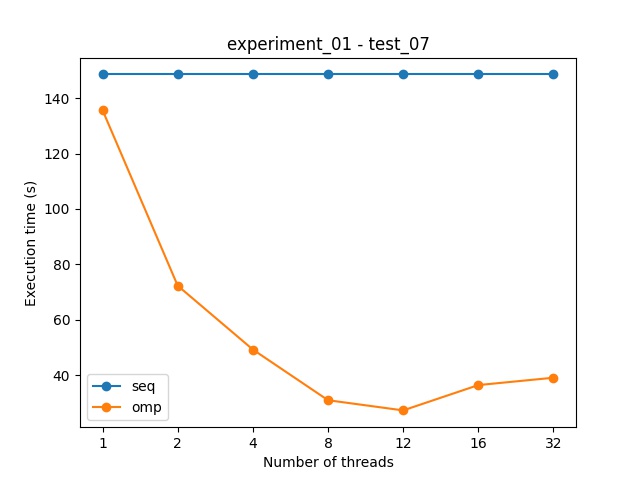 experiment_01 - test_07
Execution time (s)
140
120
100
80
60
40
seq
omp
1 2 4 8 12 16 32
Number of threads